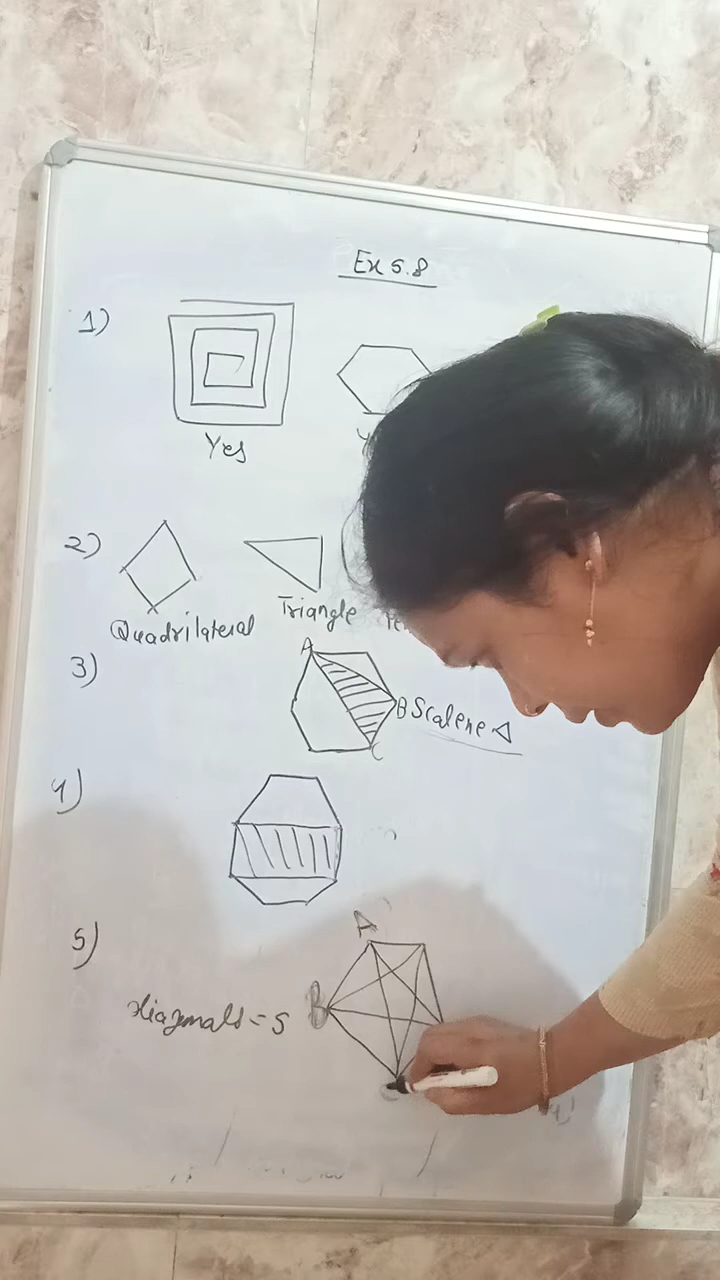 Ex 5.8
1)
Yes
2)
Quadrilateral
Triangle
3)
A
B Scalene
C
4)
5)
A
diagonals = 5
B